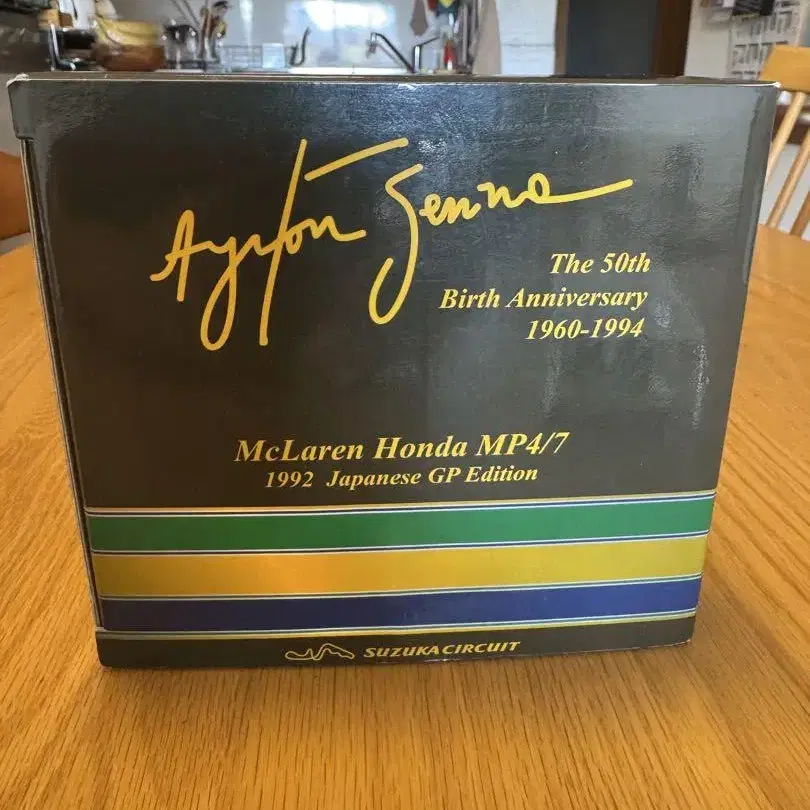 Ayrton Senna
The 50th
Birth Anniversary
1960-1994
McLaren Honda MP4/7
1992 Japanese GP Edition
SUZUKA CIRCUIT